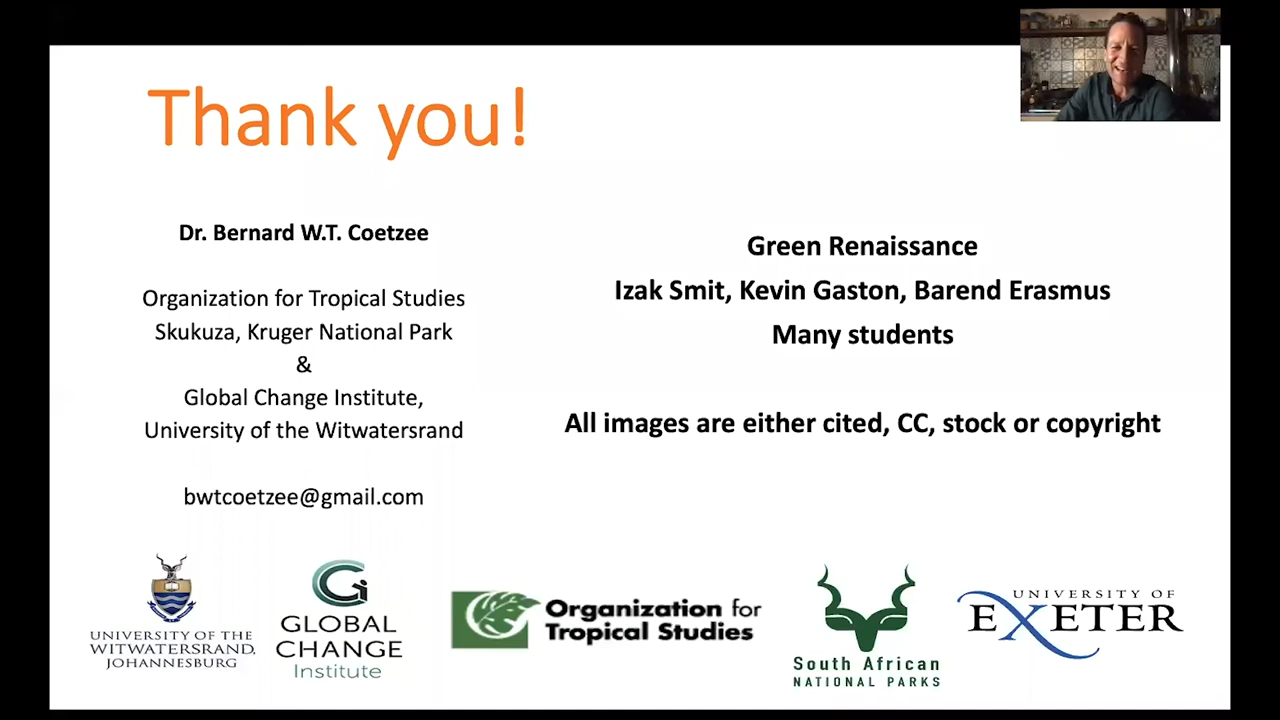 Thank you!
Dr. Bernard W.T. Coetzee
Organization for Tropical Studies
Skukuza, Kruger National Park
&
Global Change Institute,
University of the Witwatersrand
bwtcoetzee@gmail.com
Green Renaissance
Izak Smit, Kevin Gaston, Barend Erasmus
Many students
All images are either cited, CC, stock or copyright
UNIVERSITY OF THE
WITWATERSRAND,
JOHANNESBURG
GLOBAL
CHANGE
Institute
Organization for
Tropical Studies
South African
NATIONAL PARKS
UNIVERSITY OF
EXETER